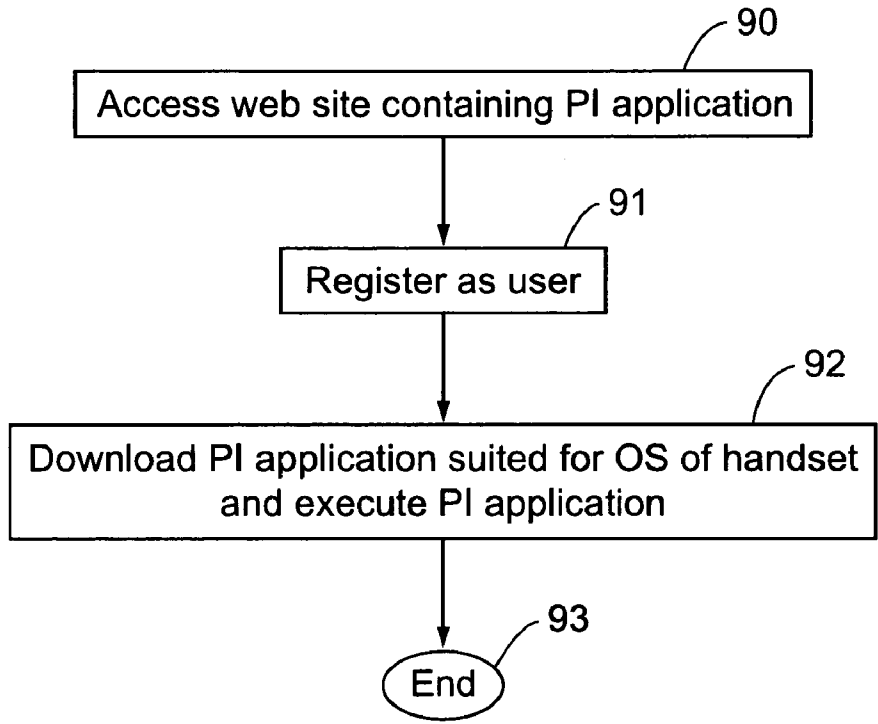 90
Access web site containing PI application
91
Register as user
92
Download PI application suited for OS of handset
and execute PI application
93
End